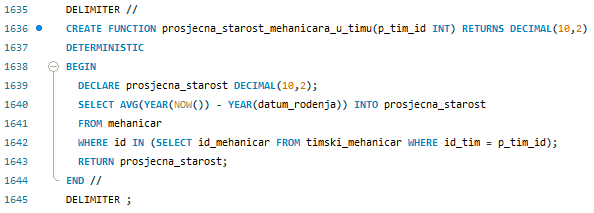 1635 DELIMITER //
1636 CREATE FUNCTION prosjecna_starost_mehanicara_u_timu(p_tim_id INT) RETURNS DECIMAL(10,2)
1637 DETERMINISTIC
1638 BEGIN
1639 DECLARE prosjecna_starost DECIMAL(10,2);
1640 SELECT AVG(YEAR(NOW()) - YEAR(datum_rodenja)) INTO prosjecna_starost
1641 FROM mehanicar
1642 WHERE id IN (SELECT id_mehanicar FROM timski_mehanicar WHERE id_tim = p_tim_id);
1643 RETURN prosjecna_starost;
1644 END //
1645 DELIMITER ;